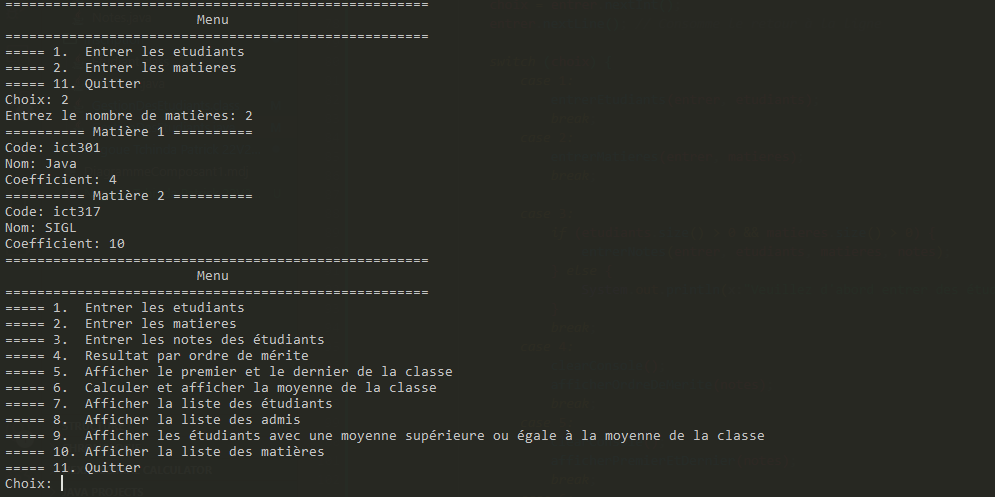 =====================================================
Menu
=====================================================
===== 1.  Entrer les etudiants
===== 2.  Entrer les matieres
===== 11. Quitter
Choix: 2
Entrez le nombre de matières: 2
========== Matière 1 ==========
Code: ict301
Nom: Java
Coefficient: 4
========== Matière 2 ==========
Code: ict317
Nom: SIGL
Coefficient: 10
=====================================================
Menu
=====================================================
===== 1.  Entrer les etudiants
===== 2.  Entrer les matieres
===== 3.  Entrer les notes des étudiants
===== 4.  Resultat par ordre de mérite
===== 5.  Afficher le premier et le dernier de la classe
===== 6.  Calculer et afficher la moyenne de la classe
===== 7.  Afficher la liste des étudiants
===== 8.  Afficher la liste des admis
===== 9.  Afficher les étudiants avec une moyenne supérieure ou égale à la moyenne de la classe
===== 10. Afficher la liste des matières
===== 11. Quitter
Choix: